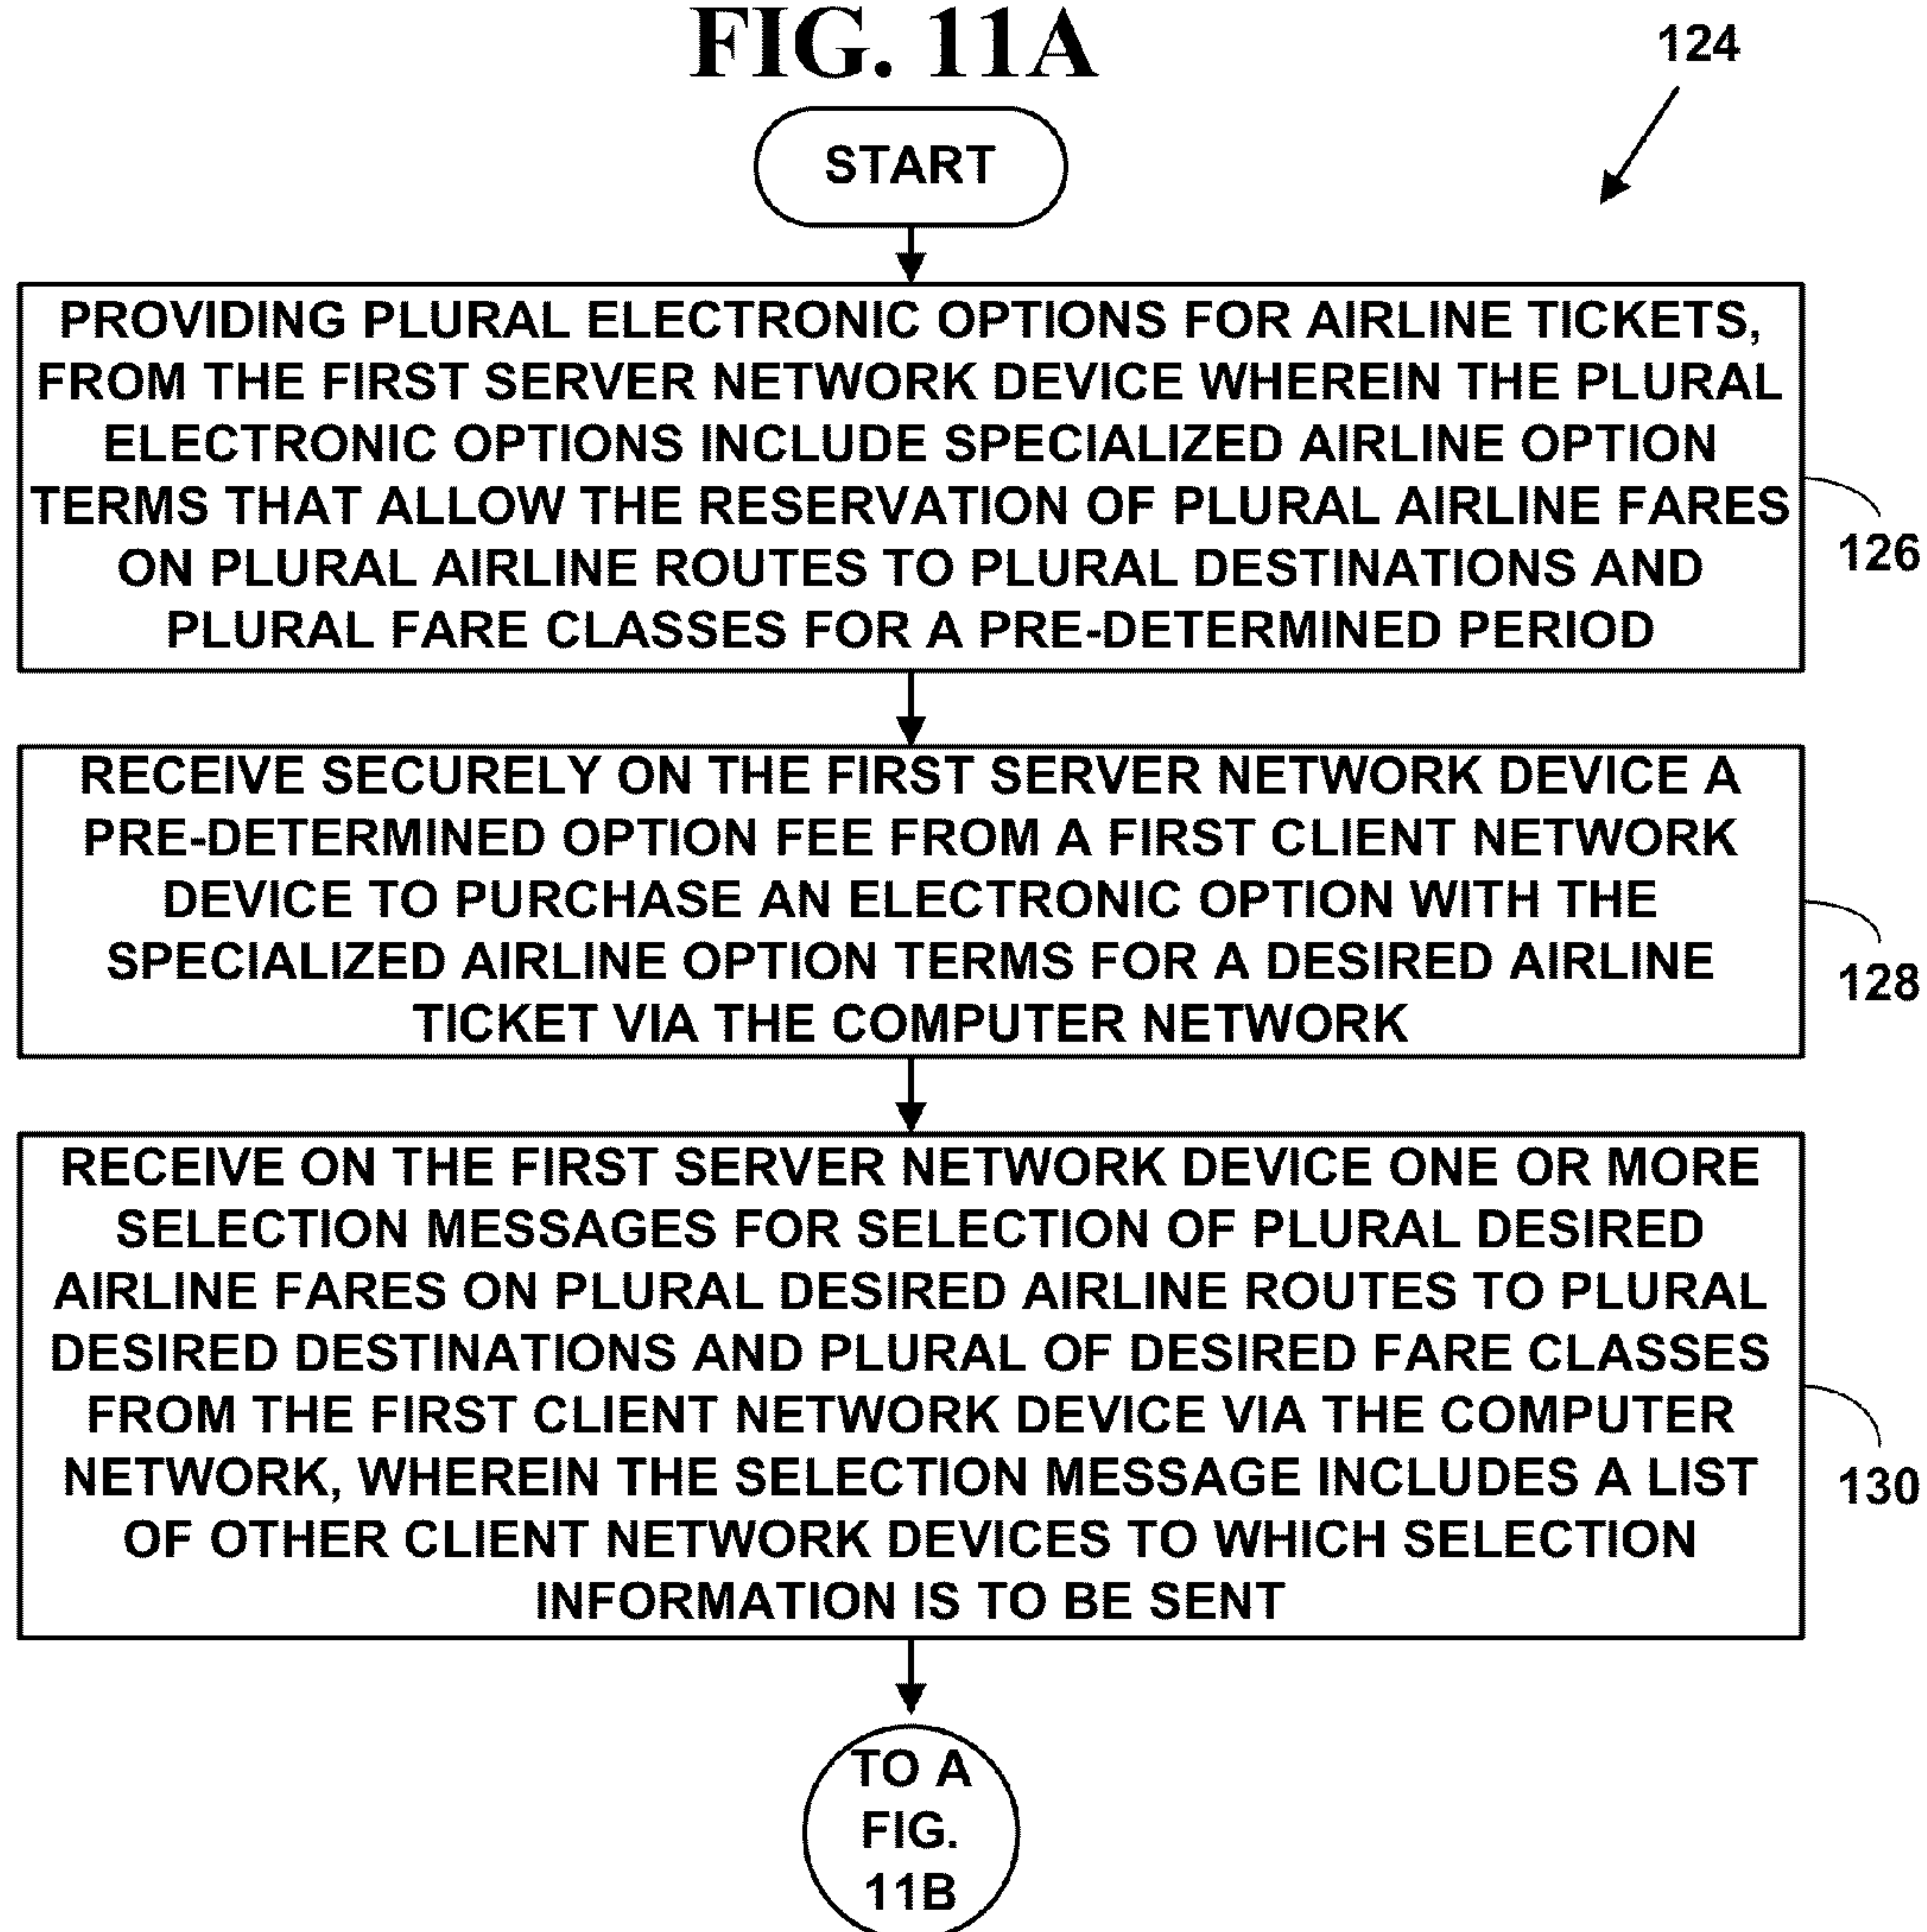 FIG. 11A
124
START
PROVIDING PLURAL ELECTRONIC OPTIONS FOR AIRLINE TICKETS,
FROM THE FIRST SERVER NETWORK DEVICE WHEREIN THE PLURAL
ELECTRONIC OPTIONS INCLUDE SPECIALIZED AIRLINE OPTION
TERMS THAT ALLOW THE RESERVATION OF PLURAL AIRLINE FARES
ON PLURAL AIRLINE ROUTES TO PLURAL DESTINATIONS AND
PLURAL FARE CLASSES FOR A PRE-DETERMINED PERIOD
126
RECEIVE SECURELY ON THE FIRST SERVER NETWORK DEVICE A
PRE-DETERMINED OPTION FEE FROM A FIRST CLIENT NETWORK
DEVICE TO PURCHASE AN ELECTRONIC OPTION WITH THE
SPECIALIZED AIRLINE OPTION TERMS FOR A DESIRED AIRLINE
TICKET VIA THE COMPUTER NETWORK
128
RECEIVE ON THE FIRST SERVER NETWORK DEVICE ONE OR MORE
SELECTION MESSAGES FOR SELECTION OF PLURAL DESIRED
AIRLINE FARES ON PLURAL DESIRED AIRLINE ROUTES TO PLURAL
DESIRED DESTINATIONS AND PLURAL OF DESIRED FARE CLASSES
FROM THE FIRST CLIENT NETWORK DEVICE VIA THE COMPUTER
NETWORK, WHEREIN THE SELECTION MESSAGE INCLUDES A LIST
OF OTHER CLIENT NETWORK DEVICES TO WHICH SELECTION
INFORMATION IS TO BE SENT
130
TO A
FIG.
11B